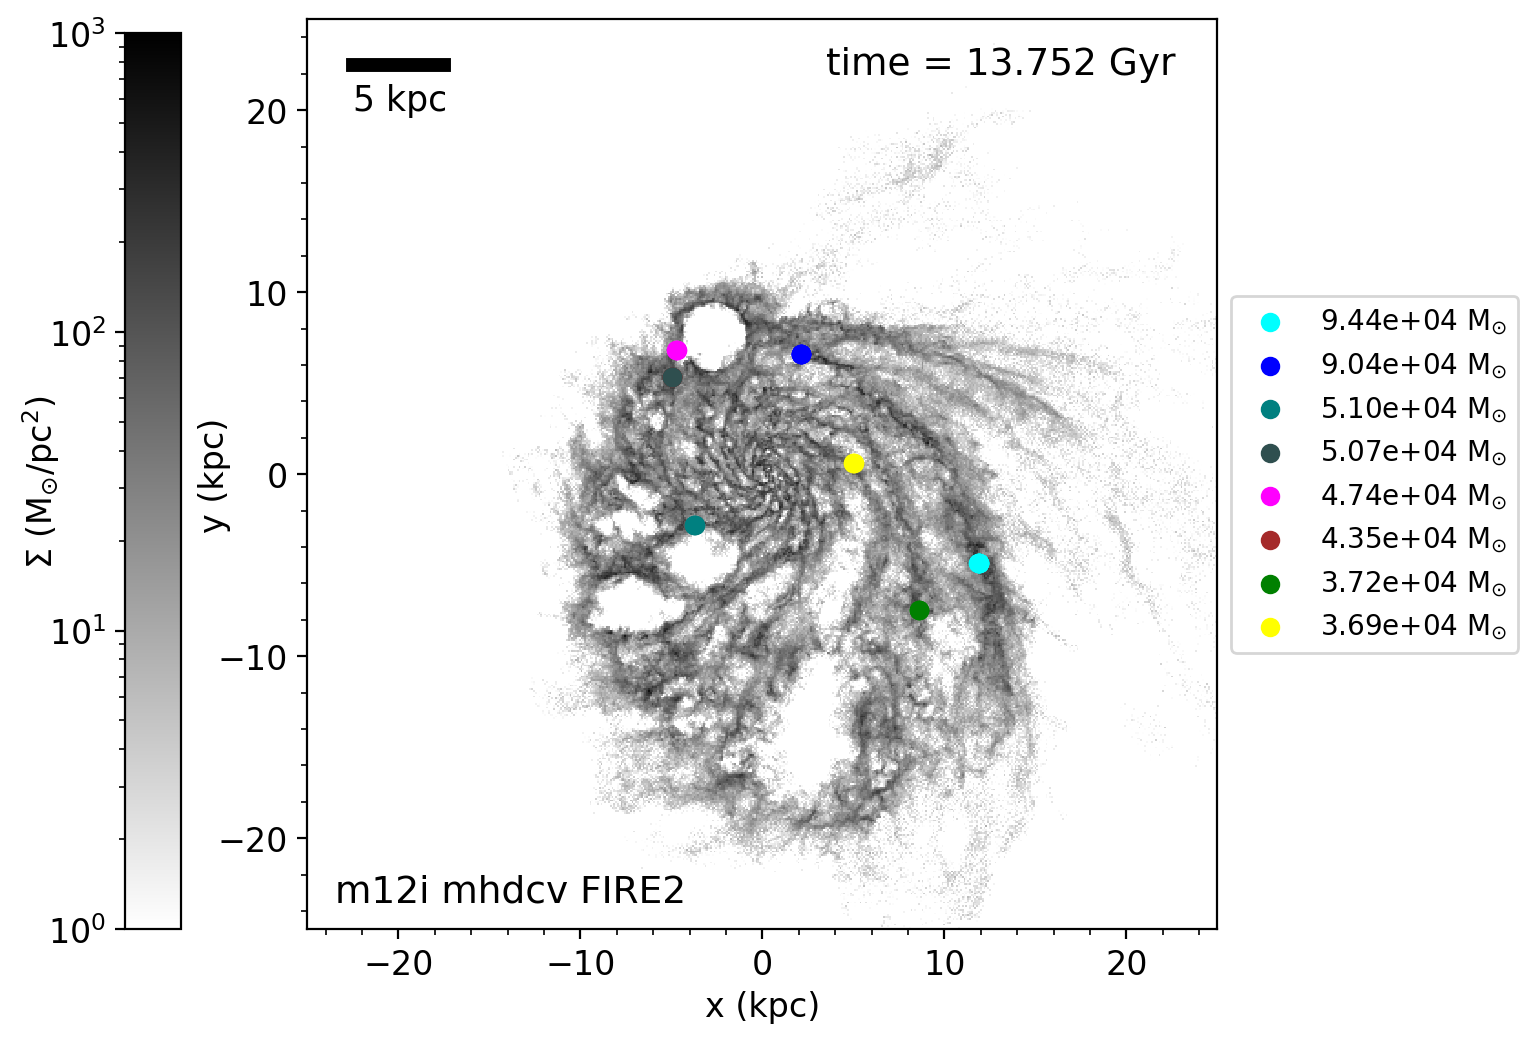 time = 13.752 Gyr
5 kpc
m12i mhdcv FIRE2
10³
10²
10¹
10⁰
Σ (M☉/pc²)
20
10
0
−10
−20
y (kpc)
−20
−10
0
10
20
x (kpc)
9.44e+04 M☉
9.04e+04 M☉
5.10e+04 M☉
5.07e+04 M☉
4.74e+04 M☉
4.35e+04 M☉
3.72e+04 M☉
3.69e+04 M☉